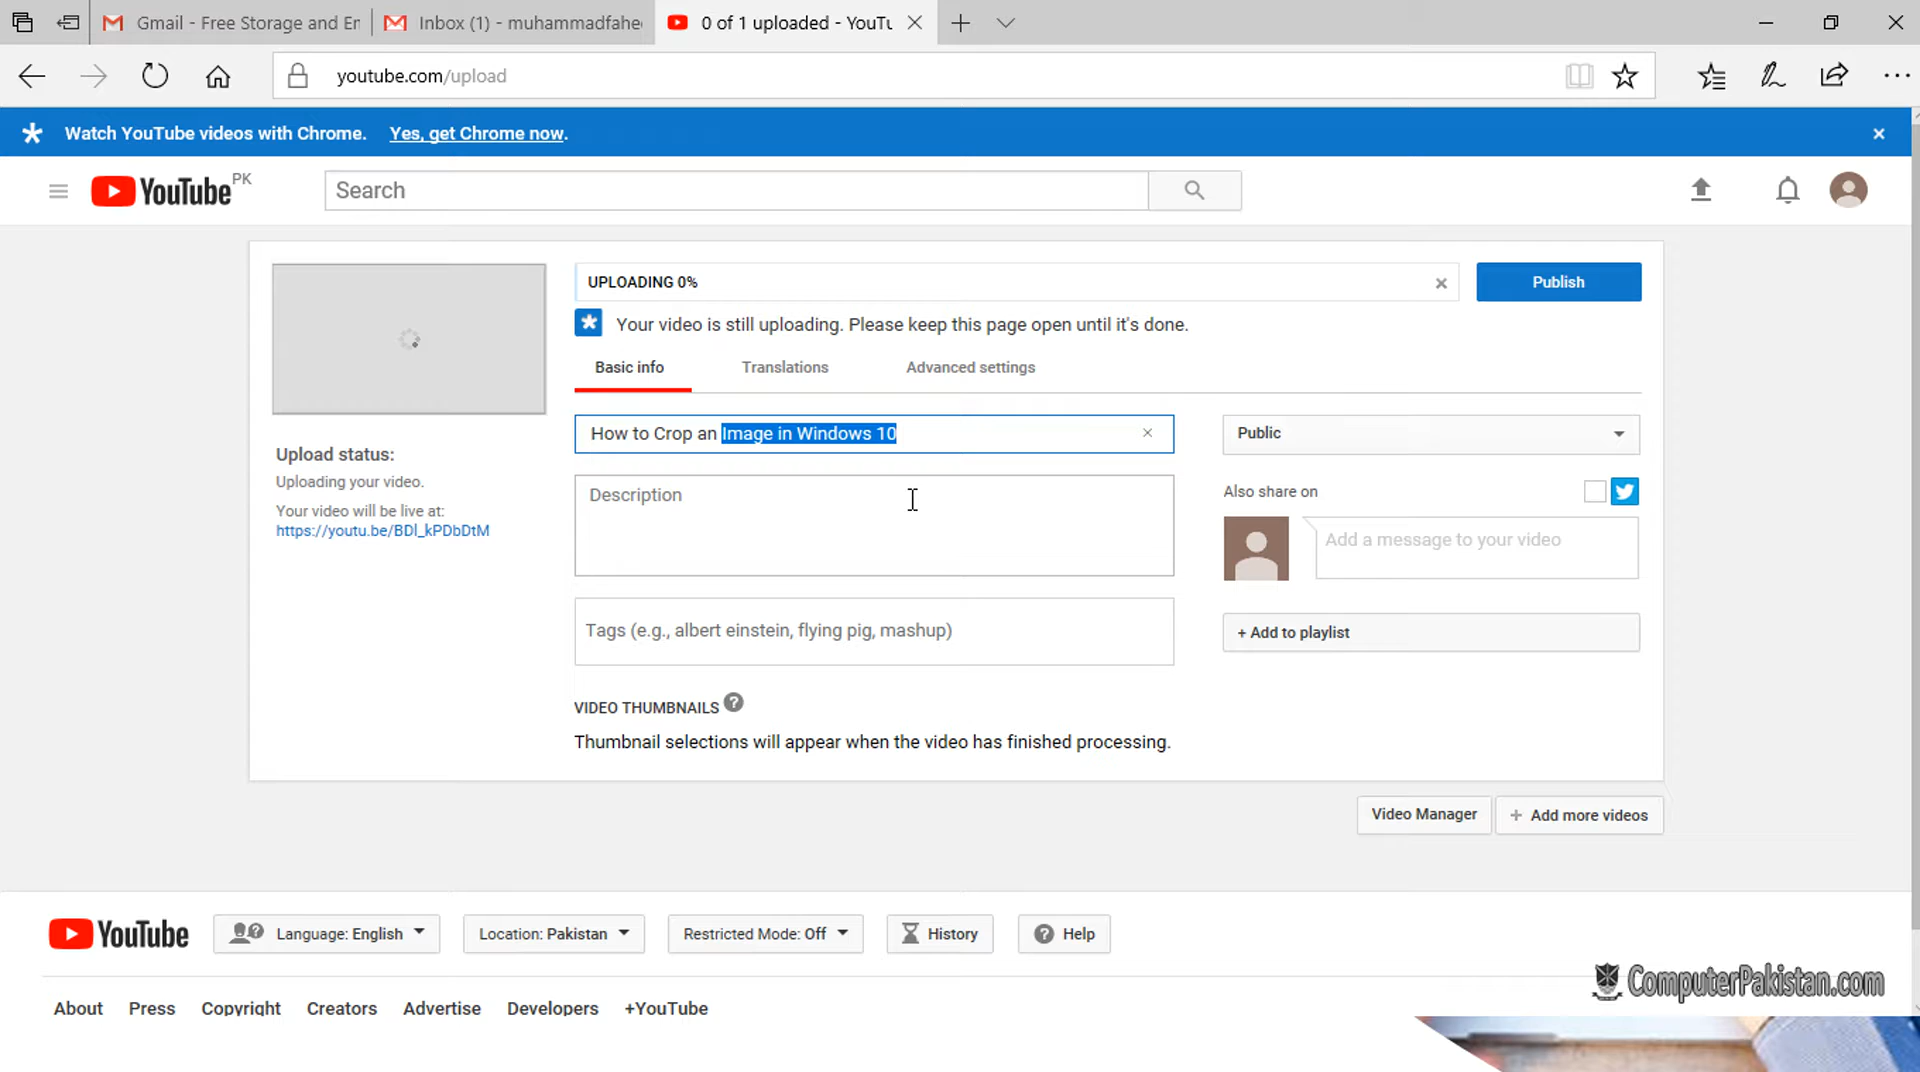 Gmail - Free Storage and En
Inbox (1) - muhammadfahee
0 of 1 uploaded - YouTu
youtube.com/upload
Watch YouTube videos with Chrome. Yes, get Chrome now.
YouTube PK
Search
UPLOADING 0%
Publish
Your video is still uploading. Please keep this page open until it's done.
Basic info
Translations
Advanced settings
How to Crop an Image in Windows 10
Public
Upload status:
Uploading your video.
Your video will be live at:
https://youtu.be/BDl_kPDbDtM
Description
Also share on
Add a message to your video
Tags (e.g., albert einstein, flying pig, mashup)
+ Add to playlist
VIDEO THUMBNAILS ?
Thumbnail selections will appear when the video has finished processing.
Video Manager
+ Add more videos
YouTube
Language: English
Location: Pakistan
Restricted Mode: Off
History
Help
ComputerPakistan.com
About
Press
Copyright
Creators
Advertise
Developers
+YouTube